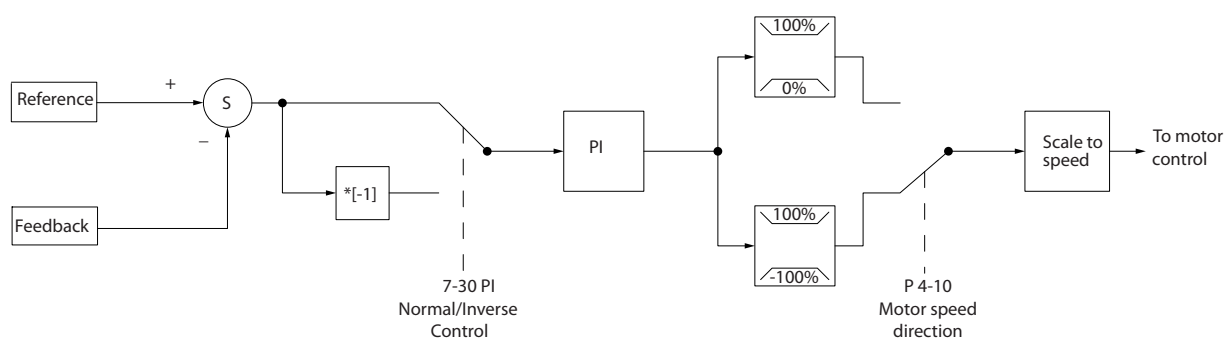 100%
0%
Reference
+
S
–
*[-1]
Feedback
PI
100%
-100%
Scale to
speed
To motor
control
7-30 PI
Normal/Inverse
Control
P 4-10
Motor speed
direction